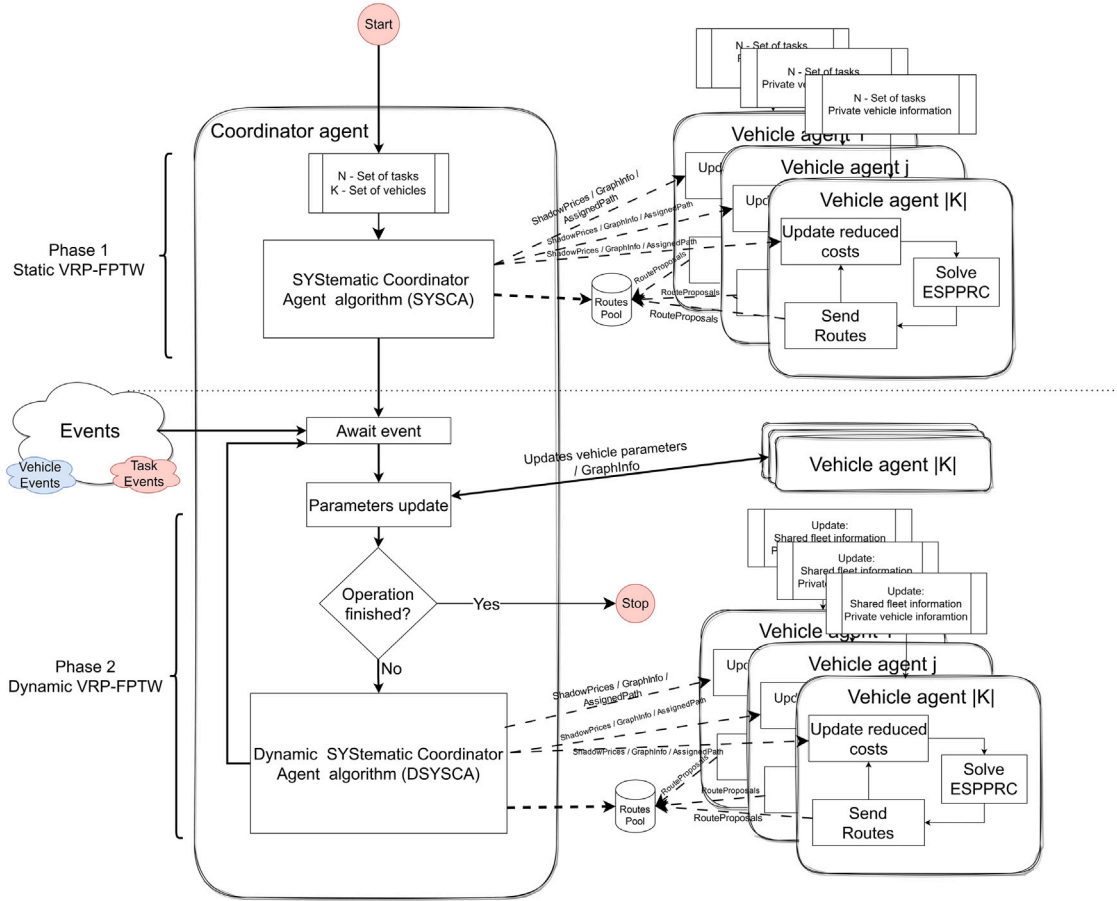 Start
Coordinator agent
N - Set of tasks
K - Set of vehicles
Phase 1
Static VRP-FPTW
SYStematic Coordinator
Agent algorithm (SYSCA)
ShadowPrices / GraphInfo /
AssignedPath
ShadowPrices / GraphInfo / AssignedPath
ShadowPrices / GraphInfo / AssignedPath
RouteProposals
RouteProposals
RouteProposals
Routes
Pool
N - Set of tasks
N - Set of tasks
Private
N - Set of tasks
Private vehicle information
Vehicle agent
Vehicle agent j
Vehicle agent |K|
Update reduced
costs
Solve
ESPPRC
Send
Routes
Events
Vehicle
Events
Task
Events
Await event
Updates vehicle parameters
/ GraphInfo
Vehicle agent |K|
Parameters update
Operation
finished?
Yes
Stop
No
Phase 2
Dynamic VRP-FPTW
Dynamic SYStematic Coordinator
Agent algorithm (DSYSCA)
ShadowPrices / GraphInfo /
AssignedPath
ShadowPrices / GraphInfo / AssignedPath
ShadowPrices / GraphInfo / AssignedPath
RouteProposals
RouteProposals
RouteProposals
Routes
Pool
Update:
Shared fleet information
Update:
Shared fleet information
Update:
Shared fleet information
Private vehicle inforamtion
Vehicle agent
Vehicle agent j
Vehicle agent |K|
Update reduced
costs
Solve
ESPPRC
Send
Routes